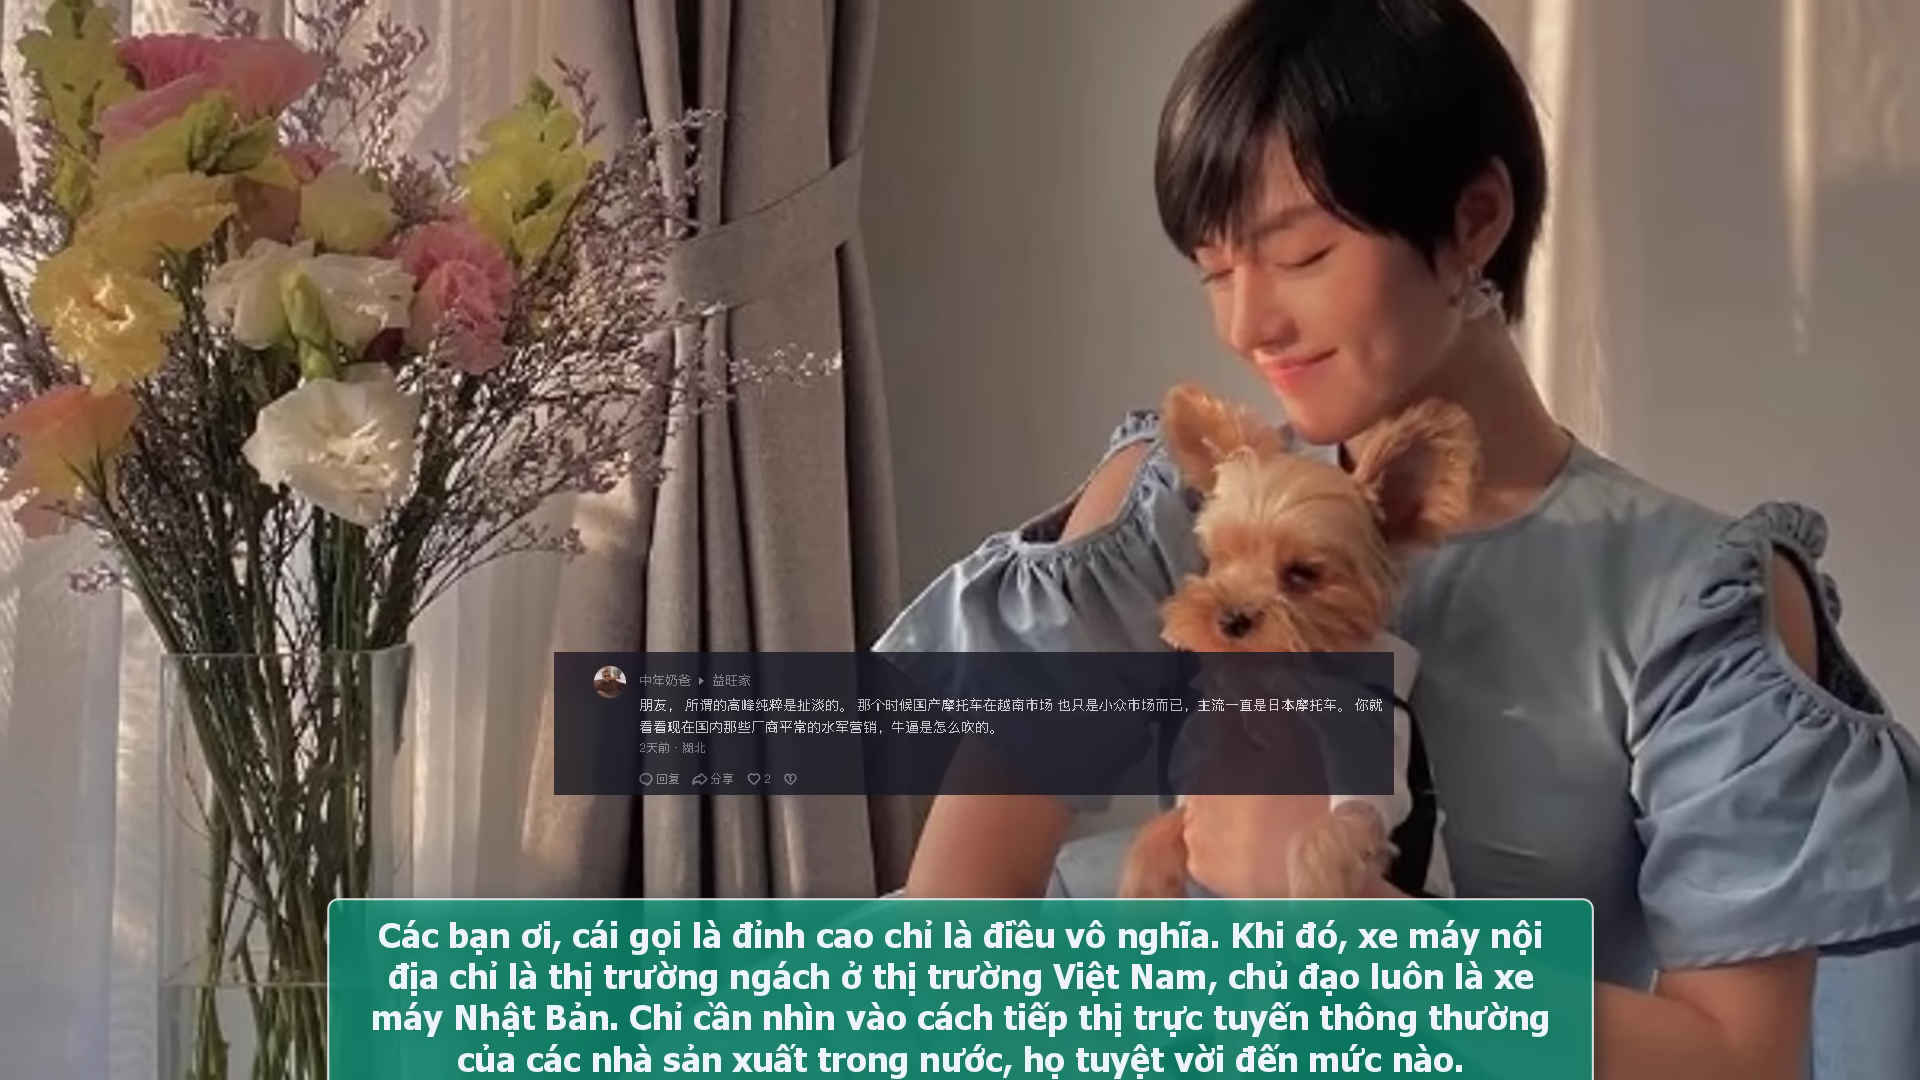 中年奶爸 ▸ 益旺家
朋友， 所谓的高峰纯粹是扯淡的。 那个时候国产摩托车在越南市场 也只是小众市场而已，主流一直是日本摩托车。 你就
看看现在国内那些厂商平常的水军营销，牛逼是怎么吹的。
2天前 · 湖北
回复 分享 2
Các bạn ơi, cái gọi là đỉnh cao chỉ là điều vô nghĩa. Khi đó, xe máy nội
địa chỉ là thị trường ngách ở thị trường Việt Nam, chủ đạo luôn là xe
máy Nhật Bản. Chỉ cần nhìn vào cách tiếp thị trực tuyến thông thường
của các nhà sản xuất trong nước, họ tuyệt vời đến mức nào.